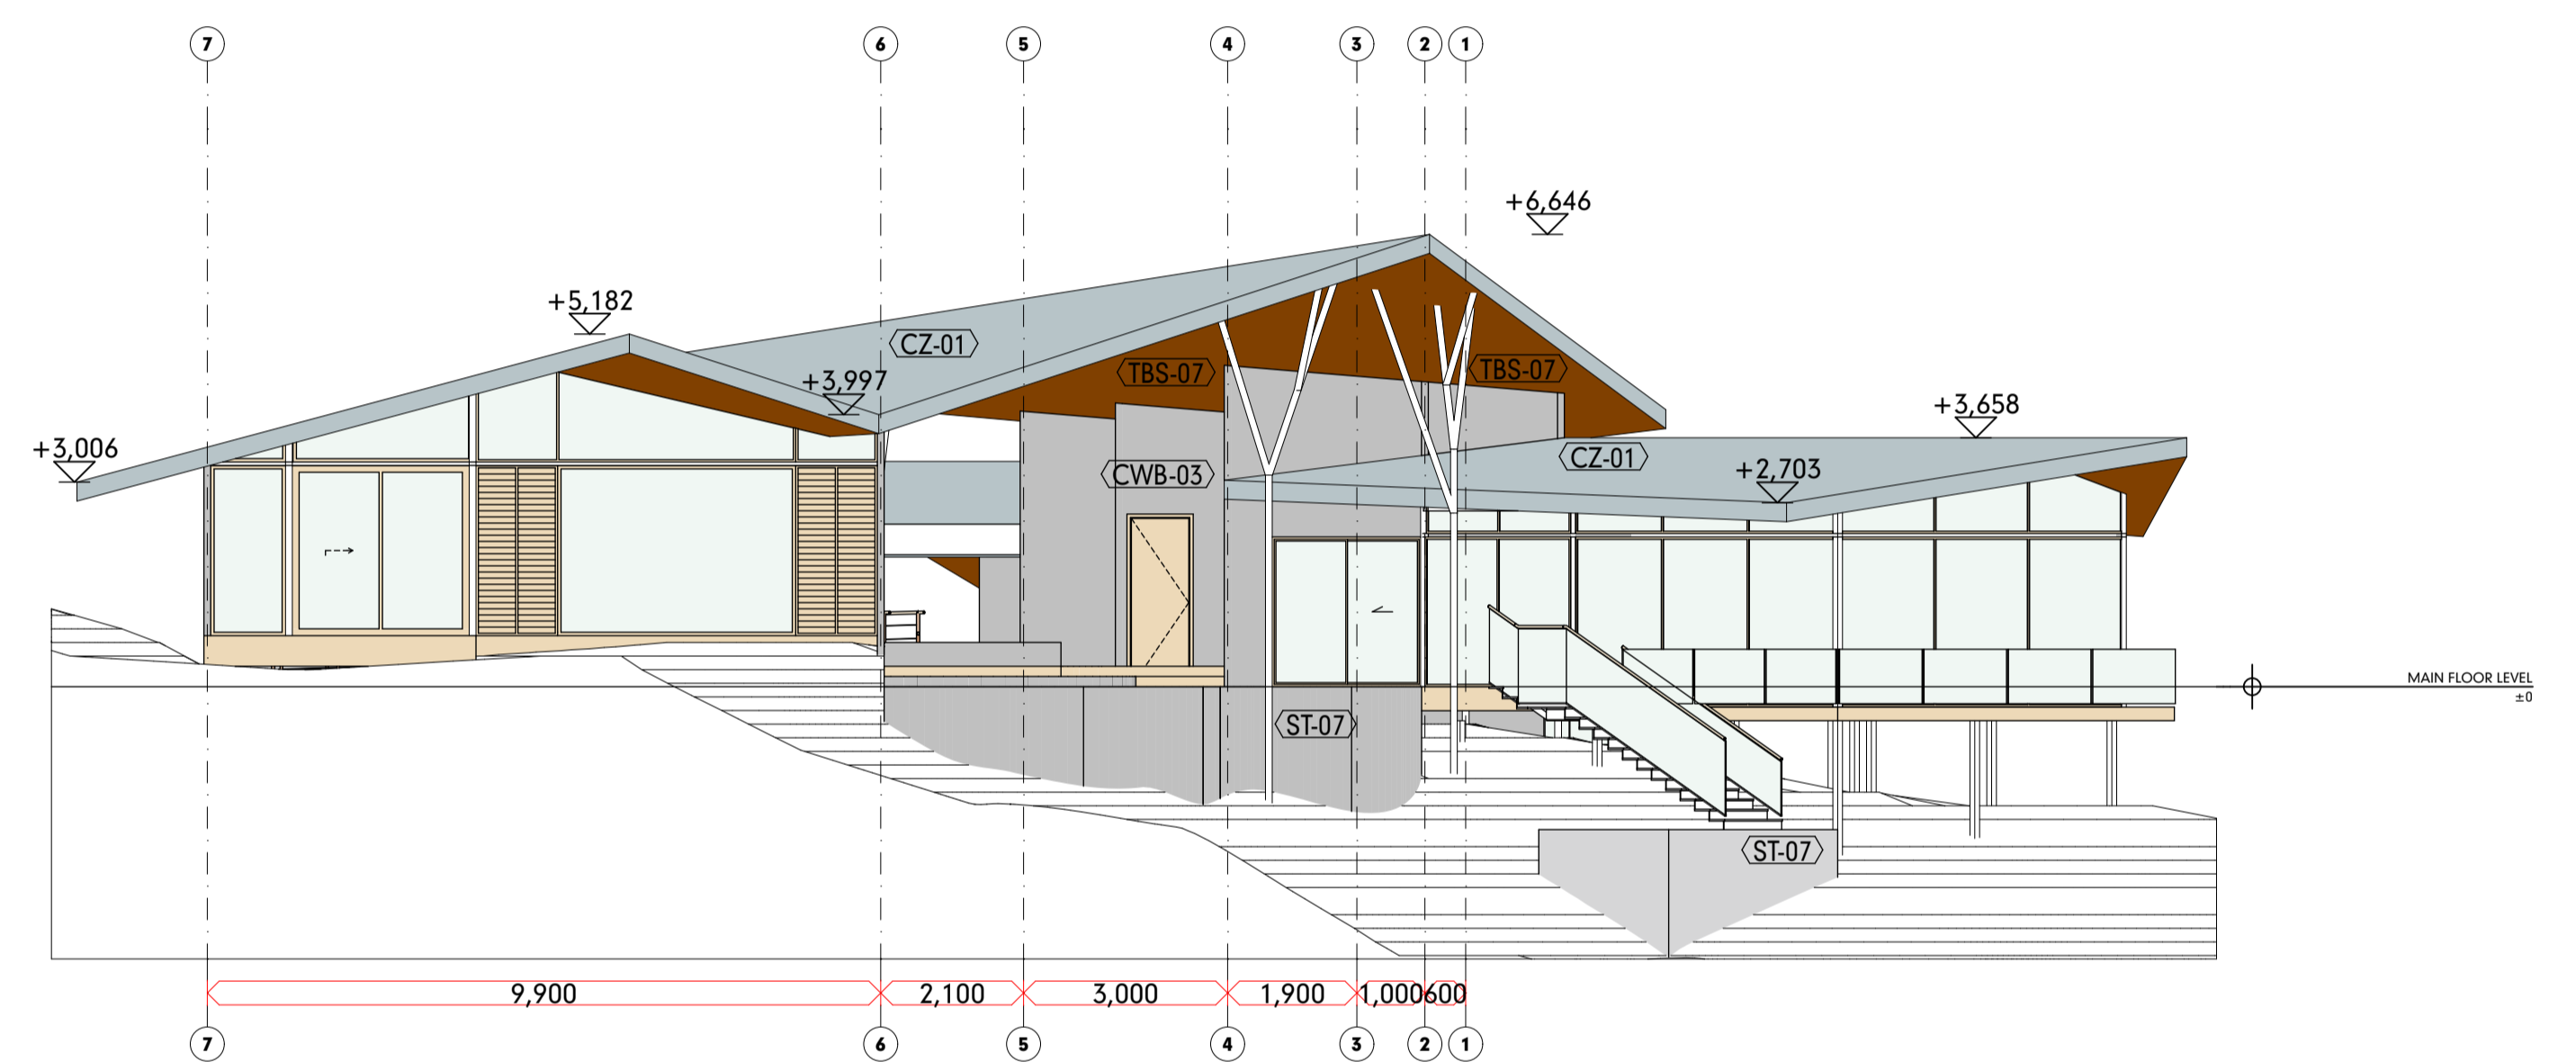 7 6 5 4 3 2 1
+6,646
+5,182
CZ-01
+3,997
TBS-07
TBS-07
+3,658
+3,006
CWB-03
CZ-01
+2,703
MAIN FLOOR LEVEL
±0
ST-07
ST-07
9,900 2,100 3,000 1,900 1,000 600
7 6 5 4 3 2 1